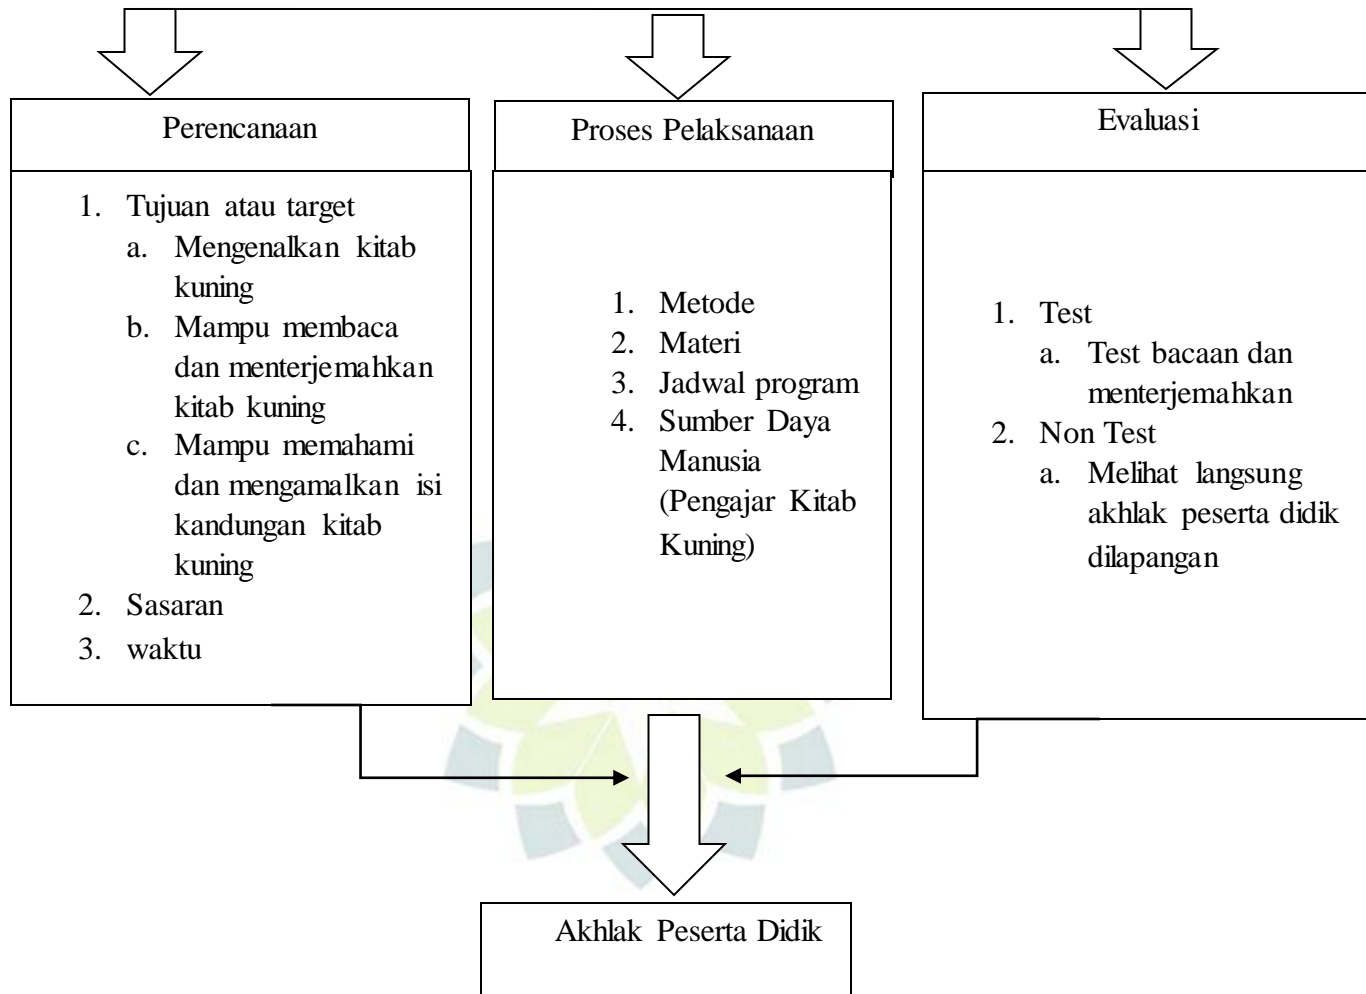 Perencanaan
1. Tujuan atau target
a. Mengenalkan kitab
kuning
b. Mampu membaca
dan menterjemahkan
kitab kuning
c. Mampu memahami
dan mengamalkan isi
kandungan kitab
kuning
2. Sasaran
3. waktu
Proses Pelaksanaan
1. Metode
2. Materi
3. Jadwal program
4. Sumber Daya
Manusia
(Pengajar Kitab
Kuning)
Evaluasi
1. Test
a. Test bacaan dan
menterjemahkan
2. Non Test
a. Melihat langsung
akhlak peserta didik
dilapangan
Akhlak Peserta Didik